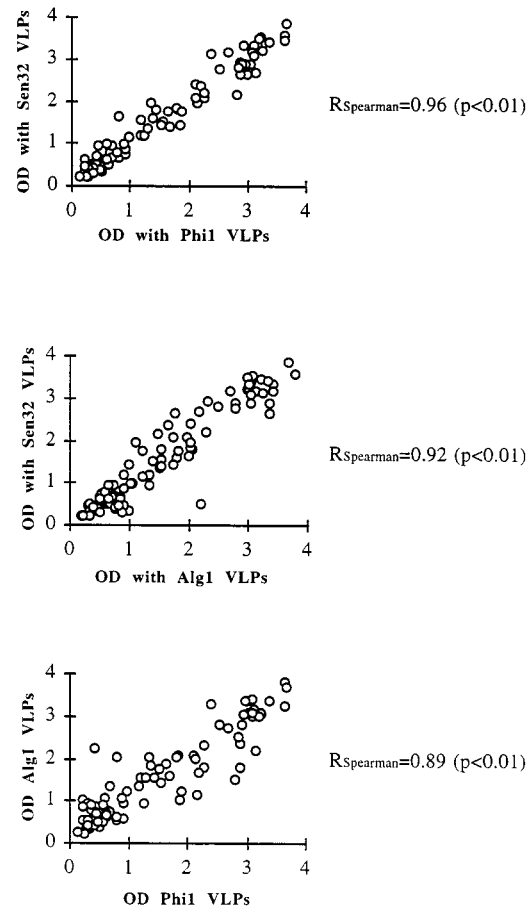 4
3
2
1
0
OD with Sen32 VLPs
0 1 2 3 4
OD with Phi1 VLPs
RSpearman=0.96 (p<0.01)
4
3
2
1
0
OD with Sen32 VLPs
0 1 2 3 4
OD with Alg1 VLPs
RSpearman=0.92 (p<0.01)
4
3
2
1
0
OD Alg1 VLPs
0 1 2 3 4
OD Phi1 VLPs
RSpearman=0.89 (p<0.01)